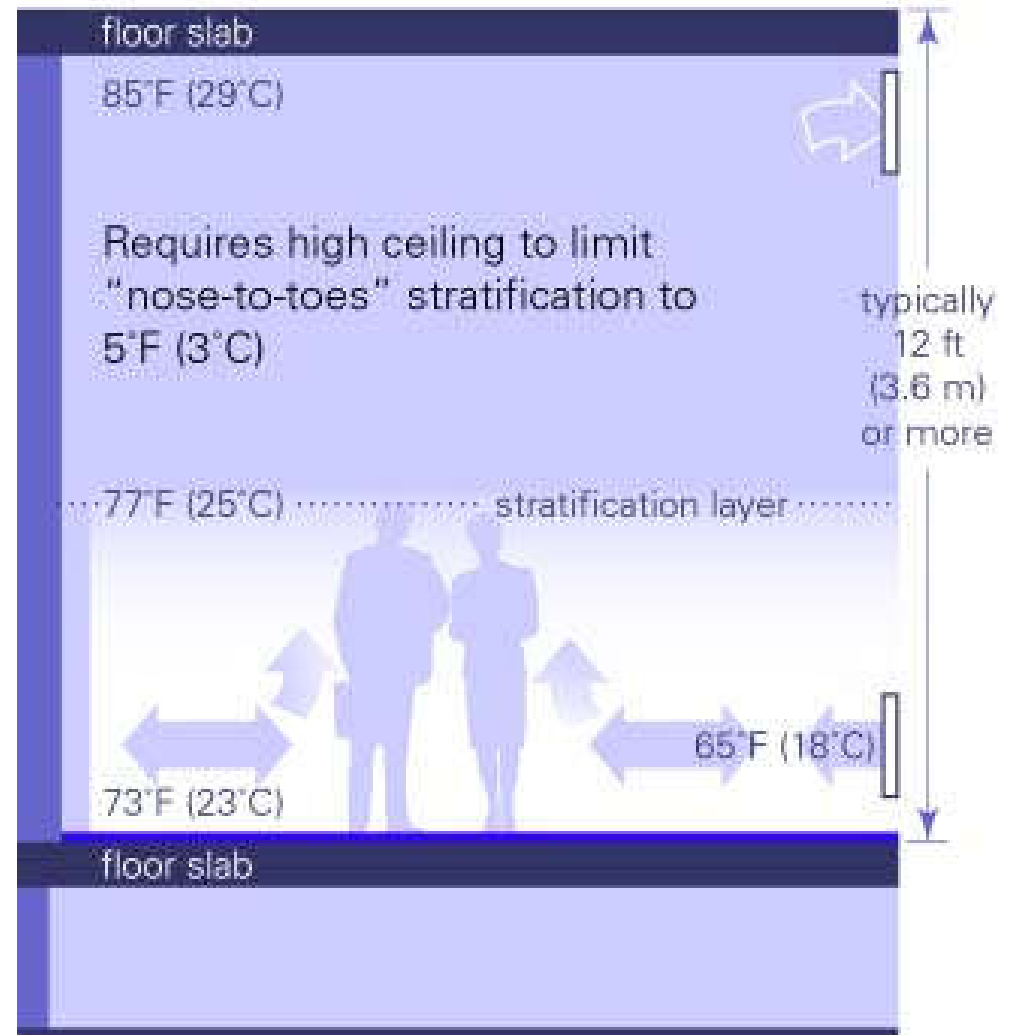 floor slab
85°F (29°C)
Requires high ceiling to limit
"nose-to-toes" stratification to
5°F (3°C)
typically
12 ft
(3.6 m)
or more
77°F (25°C) stratification layer
65°F (18°C)
73°F (23°C)
floor slab